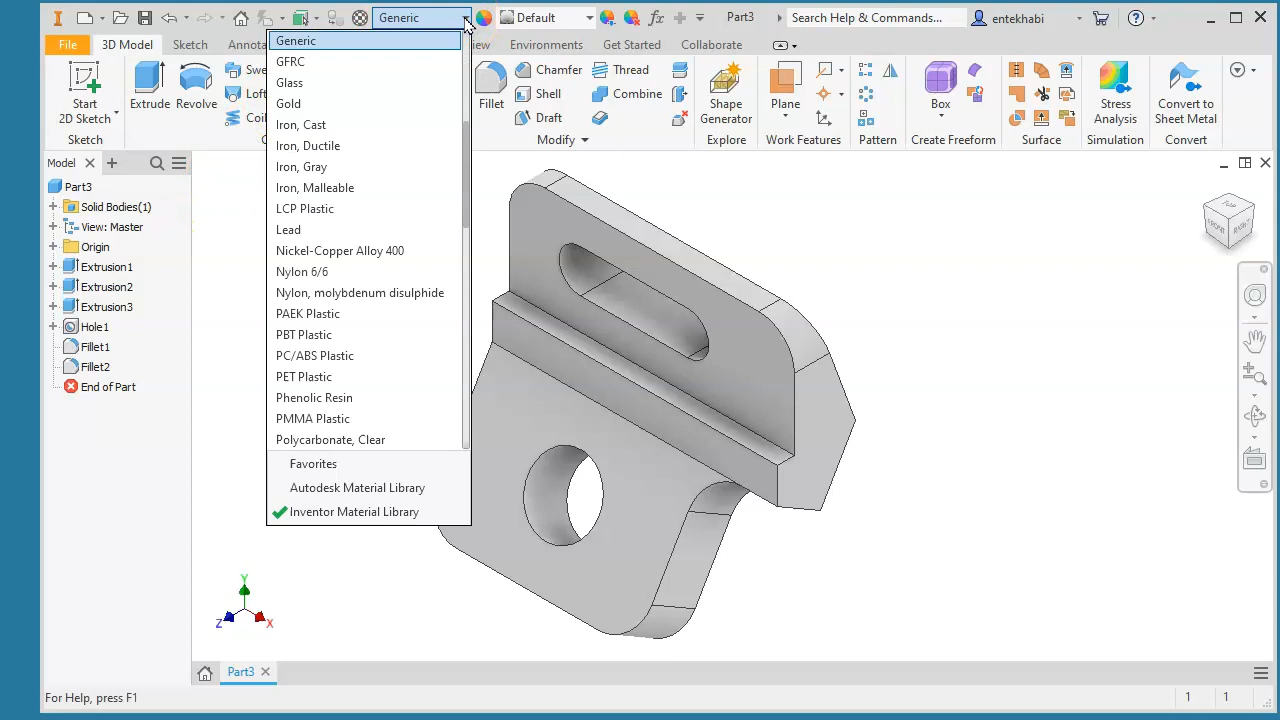 Generic
Default
Part3
Search Help & Commands...
entekhabi
File
3D Model
Sketch
Annota
iew
Environments
Get Started
Collaborate
Start
2D Sketch
Extrude
Revolve
Swe
Loft
Coi
Fillet
Chamfer
Shell
Draft
Thread
Combine
Shape
Generator
Plane
Box
Stress
Analysis
Convert to
Sheet Metal
Sketch
Modify
Explore
Work Features
Pattern
Create Freeform
Surface
Simulation
Convert
Model
Part3
Solid Bodies(1)
View: Master
Origin
Extrusion1
Extrusion2
Extrusion3
Hole1
Fillet1
Fillet2
End of Part
Generic
GFRC
Glass
Gold
Iron, Cast
Iron, Ductile
Iron, Gray
Iron, Malleable
LCP Plastic
Lead
Nickel-Copper Alloy 400
Nylon 6/6
Nylon, molybdenum disulphide
PAEK Plastic
PBT Plastic
PC/ABS Plastic
PET Plastic
Phenolic Resin
PMMA Plastic
Polycarbonate, Clear
Favorites
Autodesk Material Library
Inventor Material Library
FRONT
RIGHT
Y
Z
X
Part3
For Help, press F1
1
1